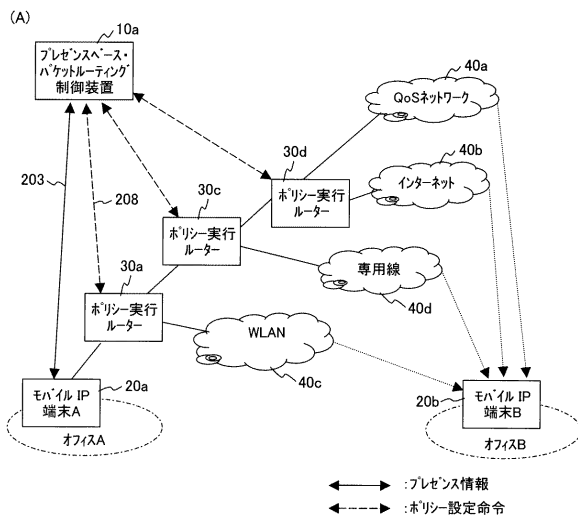 (A)
10a
プレゼンスベース・
パケットルーティング
制御装置
40a
QoSネットワーク
40b
30d
インターネット
203
208
30c
ポリシー実行
ルーター
ポリシー実行
ルーター
30a
専用線
ポリシー実行
ルーター
WLAN
40d
40c
20a
モバイルIP
端末A
20b
モバイルIP
端末B
オフィスA
オフィスB
:プレゼンス情報
:ポリシー設定命令